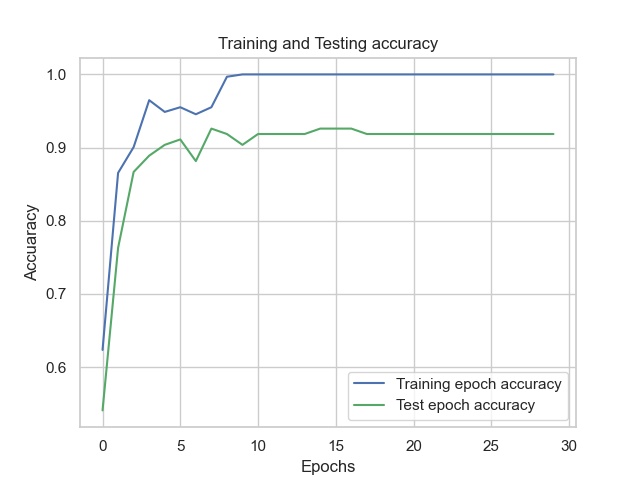 Training and Testing accuracy
1.0
0.9
0.8
0.7
0.6
Accuaracy
0 5 10 15 20 25 30
Epochs
Training epoch accuracy
Test epoch accuracy